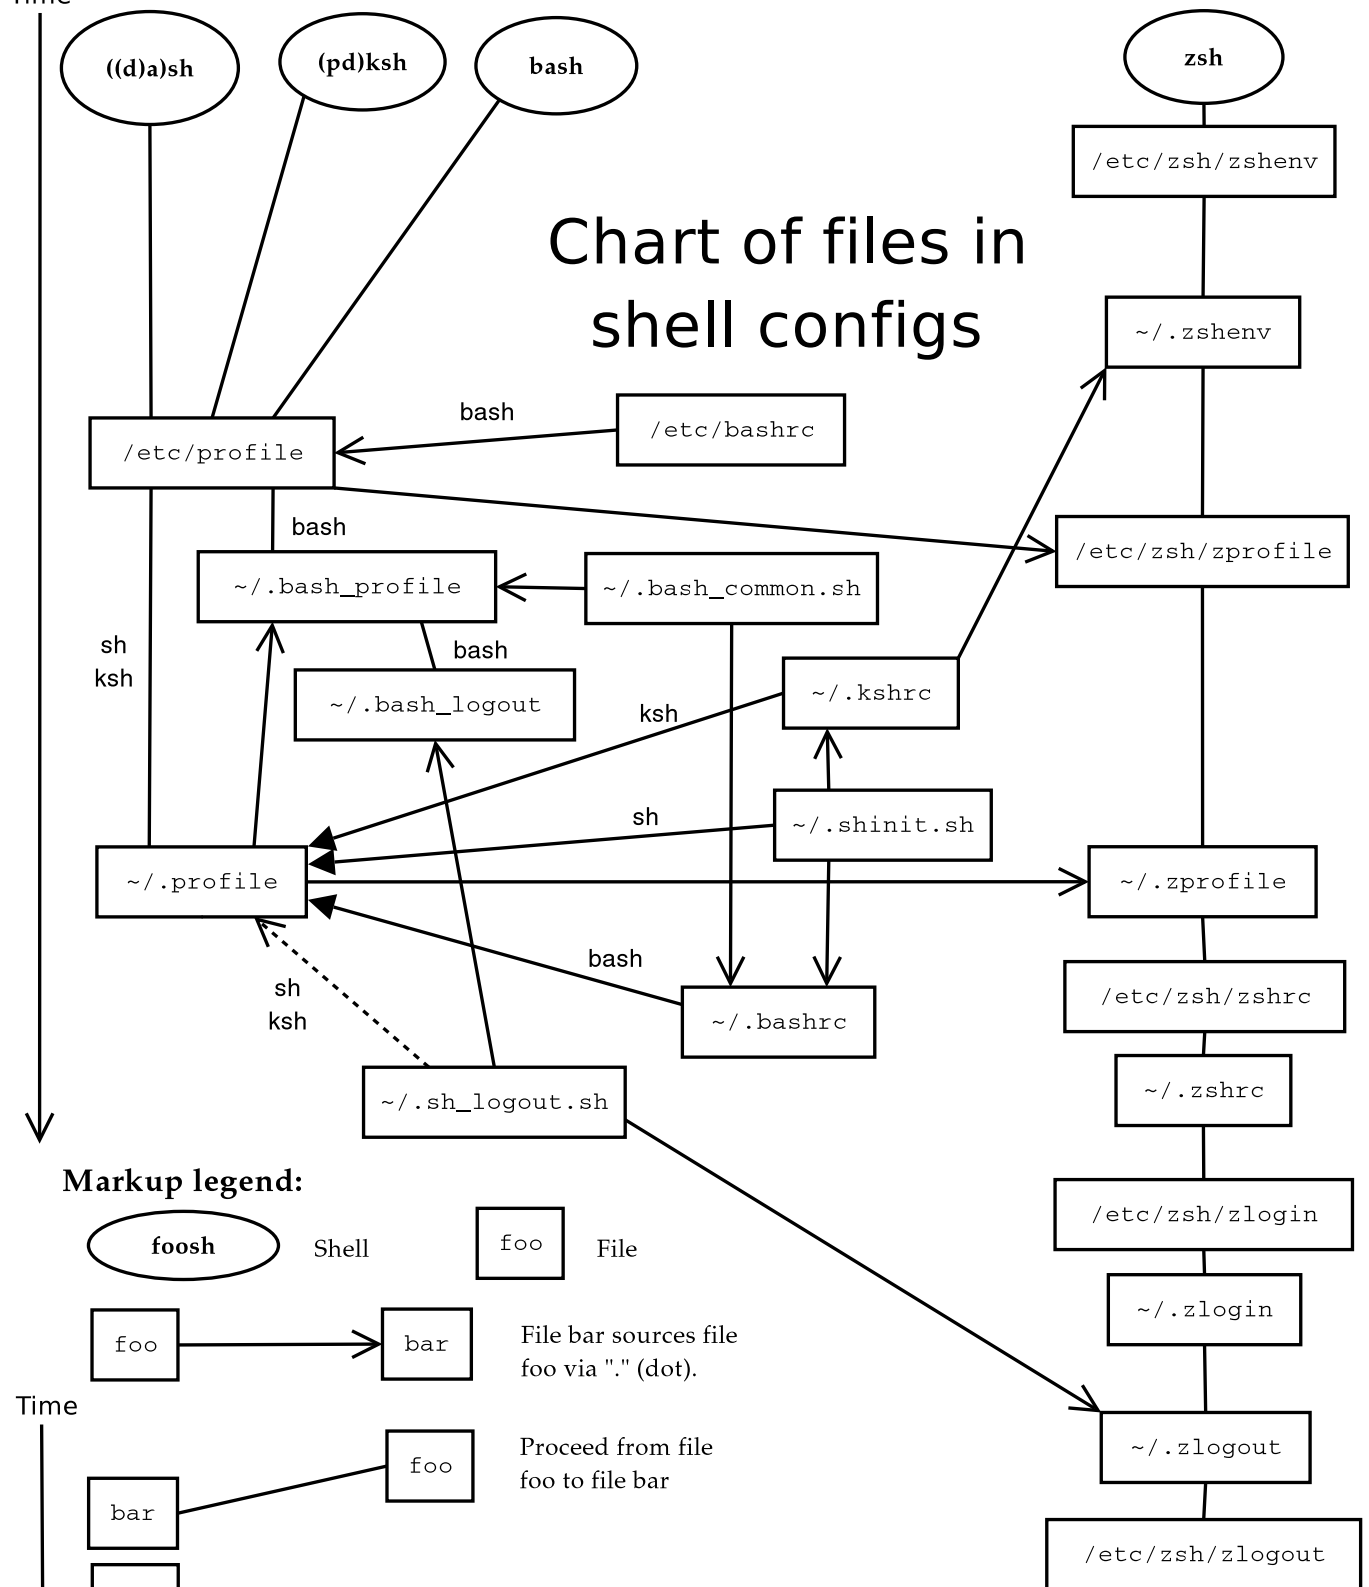 Time
((d)a)sh
(pd)ksh
bash
zsh
/etc/zsh/zshenv
Chart of files in
shell configs
~/.zshenv
bash
/etc/bashrc
/etc/profile
bash
/etc/zsh/zprofile
~/.bash_profile
~/.bash_common.sh
sh
ksh
bash
~/.bash_logout
~/.kshrc
ksh
sh
~/.shinit.sh
~/.profile
~/.zprofile
bash
sh
ksh
~/.bashrc
/etc/zsh/zshrc
~/.zshrc
~/.sh_logout.sh
Markup legend:
/etc/zsh/zlogin
foosh
Shell
foo
File
~/.zlogin
foo
bar
File bar sources file
foo via "." (dot).
Time
~/.zlogout
foo
Proceed from file
foo to file bar
bar
/etc/zsh/zlogout